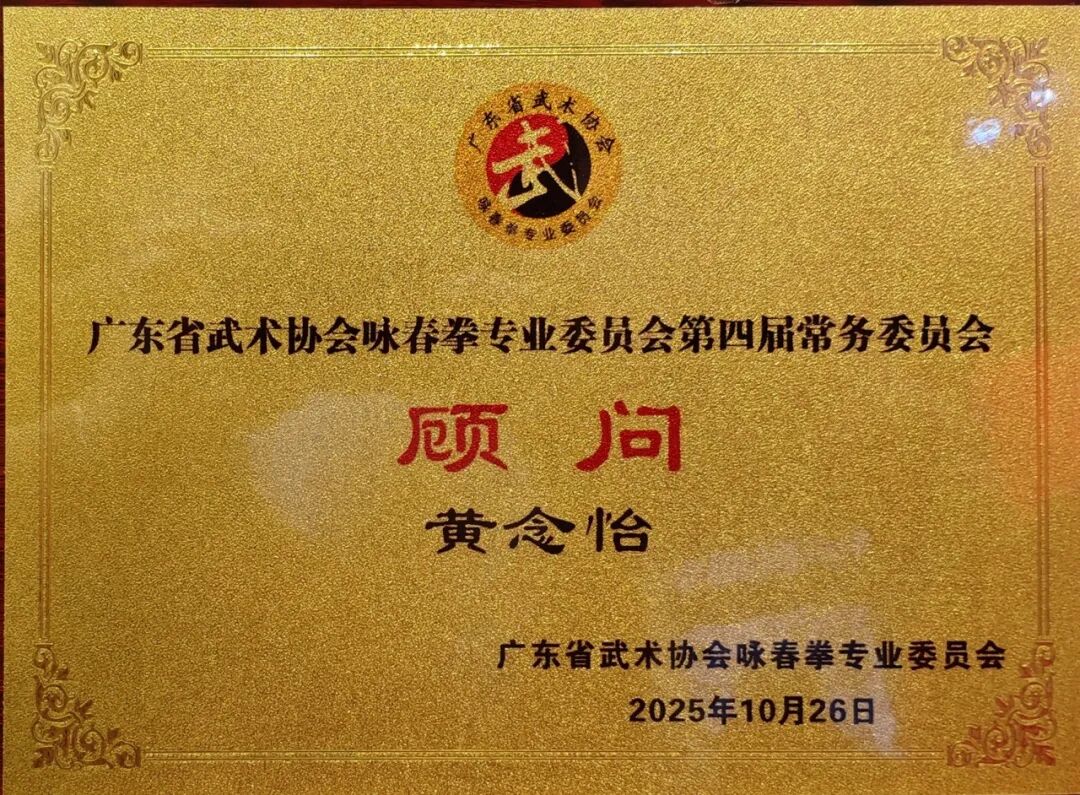 广东省武术协会
武
咏春拳专业委员会
广东省武术协会咏春拳专业委员会第四届常务委员会
顾问
黄念怡
广东省武术协会咏春拳专业委员会
2025年10月26日